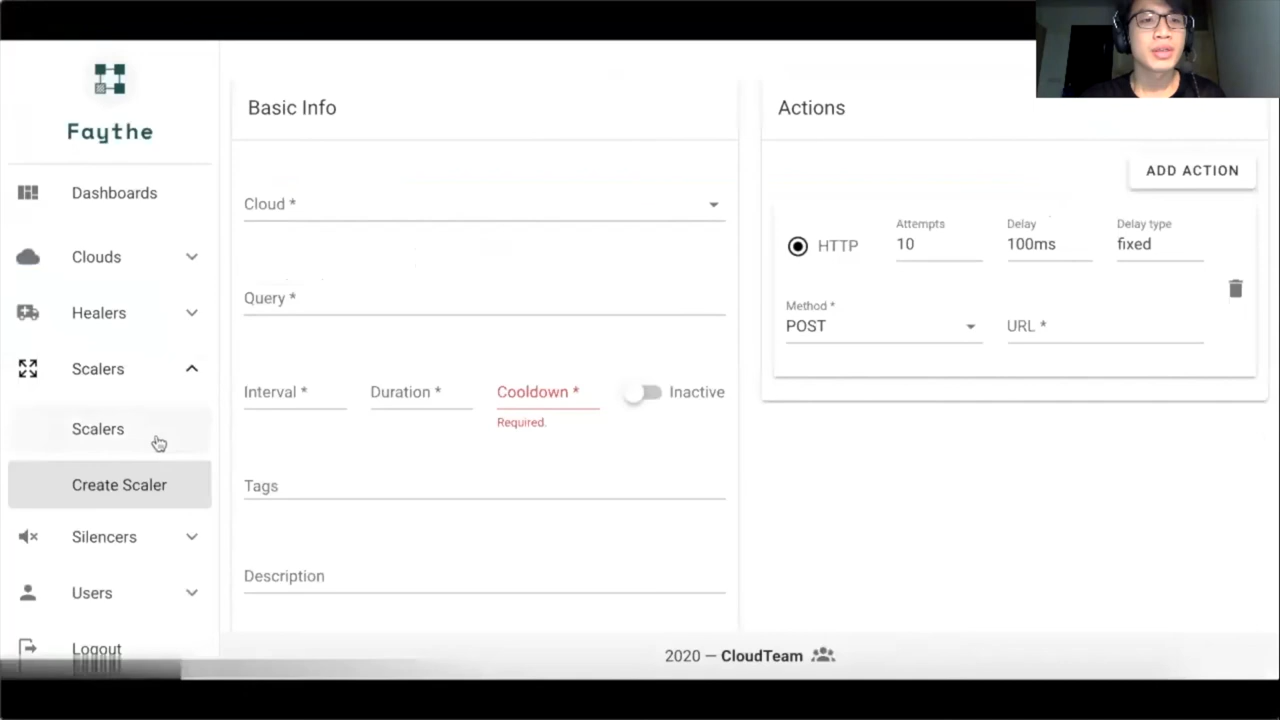 Faythe
Dashboards
Clouds
Healers
Scalers
Scalers
Create Scaler
Silencers
Users
Logout
Basic Info
Cloud *
Query *
Interval * Duration * Cooldown * Inactive
Required.
Tags
Description
Actions
ADD ACTION
HTTP
Attempts
10
Delay
100ms
Delay type
fixed
Method *
POST
URL *
2020 — CloudTeam